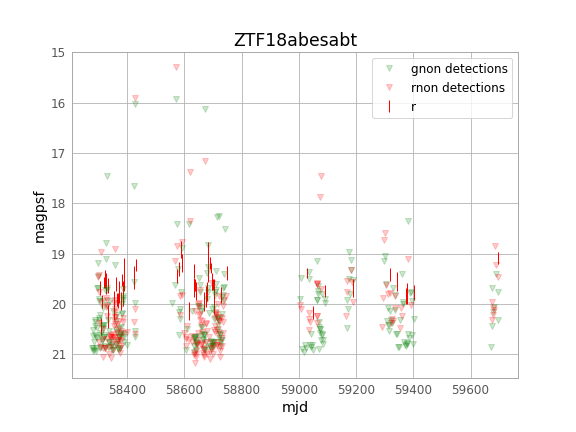 ZTF18abesabt
15
16
17
18
19
20
21
magpsf
gnon detections
rnon detections
r
58400
58600
58800
59000
59200
59400
59600
mjd